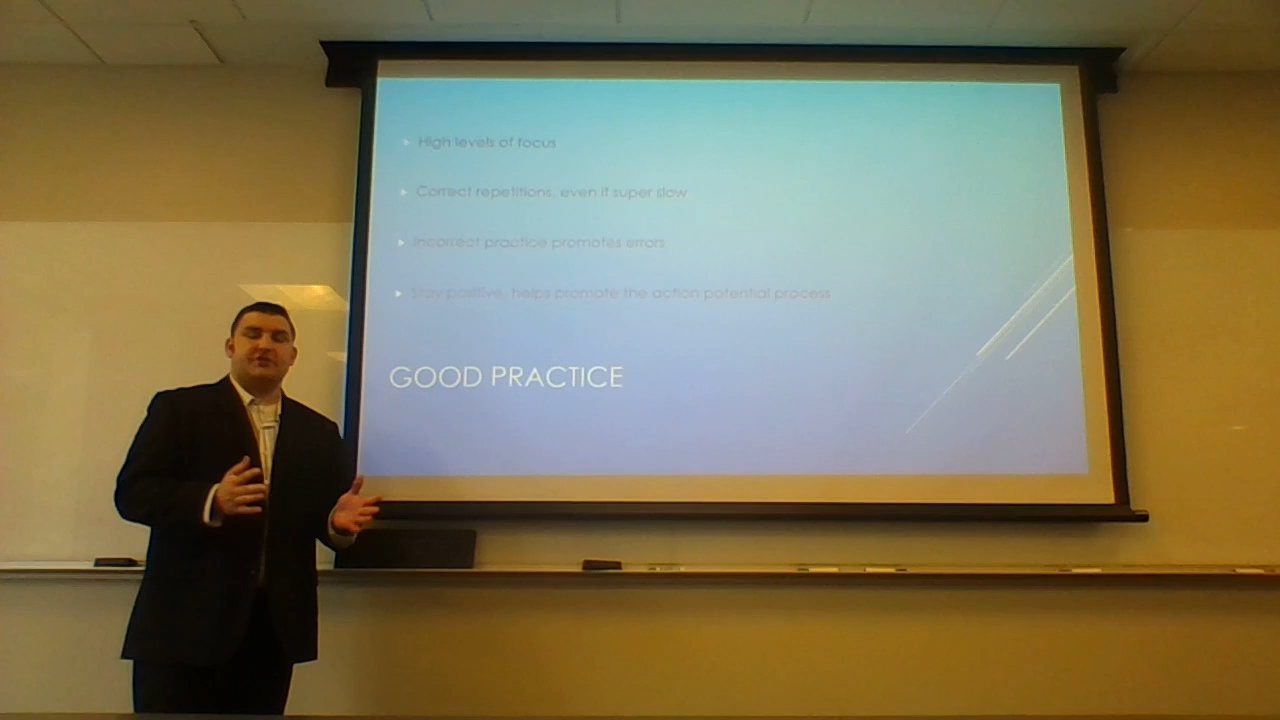 High levels of focus
Correct repetitions, even if super slow
Incorrect practice promotes errors
Stay positive, helps promote the action potential process
GOOD PRACTICE